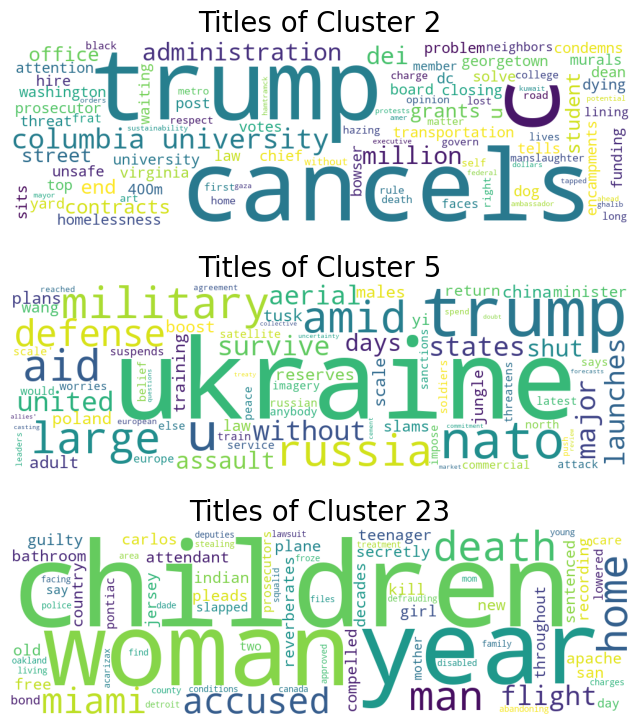 Titles of Cluster 2
black
office
administration
dei
problem
neighbors
condemns
trump
georgetown
murals
attention
waiting
member
dc
solve
college
kuwait
dean
hire
washington
metro
charge
board closing
c
road
dying
prosecutor
post
hamtranck
opinion
lost
grants
u
student
potential
orders
threat
frat
respect
votes
protests
amer
matter
lining
sustainability
hazing
transportation
columbia university
executive
govern
lives
street
university
law
chief
without
million
tells
encampments
unsafe
self
manslaughter
funding
virginia
bowser
federal
dollars
top
end
400m
first
gaza
cancels
rule
right
dog
tapped
sits
mayor
art
home
death
faces
ambassador
ahead
ghalib
yard
contracts
long
homelessness
Titles of Cluster 5
reached
agreement
military
aerial
males
return
china
minister
plans
wang
tusk
amid
trump
spend
doubt
collective
uncertainty
yi
defense
boost
satellite
survive
days
states
shut
scale
suspends
training
reserves
sanctions
says
aid
belief
questions
imagery
scale
soldiers
jungle
threatens
forecasts
would
worries
ukraine
treaty
russian
peace
anybody
latest
launches
united
allies'
poland
european
else
law
slams
north
major
casting
large
u
without
nato
leaders
train
service
impose
cement
commitment
europe
assault
russia
adult
market
commercial
attack
Titles of Cluster 23
deputies
lawsuit
teenager
treatment
young
guilty
carlos
stealing
plane
secretly
death
care
bathroom
attendant
prosecutors
froze
squalid
area
children
indian
mom
lowered
country
say
facing
pontiac
jersey
pleads
reverberates
files
decades
kill
defrauding
sentenced
recording
home
police
dade
slapped
girl
new
throughout
old
find
two
woman
year
mother
family
apache
oakland
living
acarizax
compelled
disabled
san
free
county
conditions
approved
charges
bond
miami
accused
man
flight
day
detroit
canada
abandoning